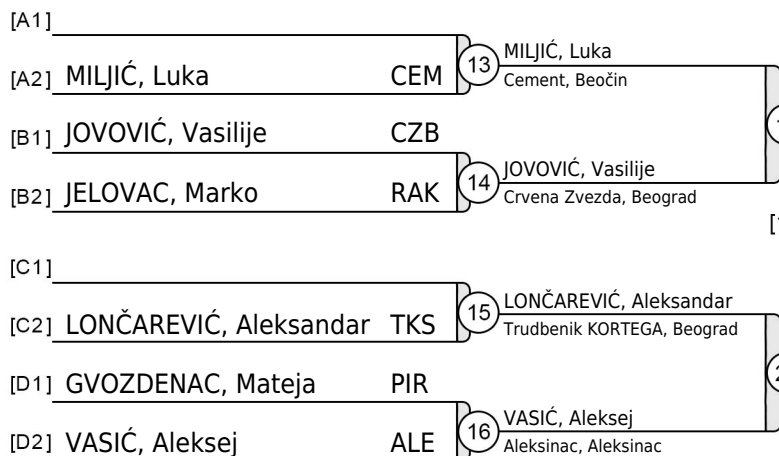 [A1]
[A2] MILJIĆ, Luka CEM
13 MILJIĆ, Luka
Cement, Beočin
[B1] JOVOVIĆ, Vasilije CZB
[B2] JELOVAC, Marko RAK
14 JOVOVIĆ, Vasilije
Crvena Zvezda, Beograd
[C1]
[C2] LONČAREVIĆ, Aleksandar TKS
15 LONČAREVIĆ, Aleksandar
Trudbenik KORTEGA, Beograd
[D1] GVOZDENAC, Mateja PIR
[D2] VASIĆ, Aleksej ALE
16 VASIĆ, Aleksej
Aleksinac, Aleksinac